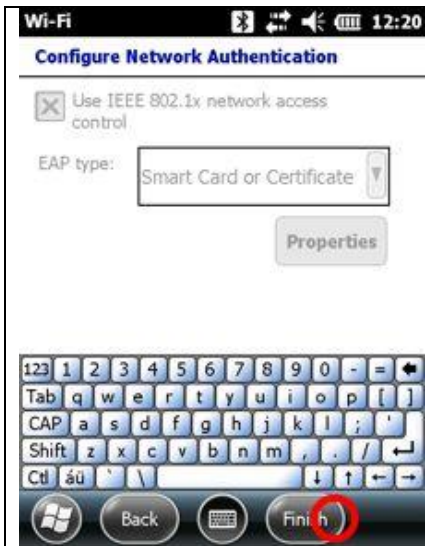 Wi-Fi 12:20
Configure Network Authentication
Use IEEE 802.1x network access
control
EAP type:
Smart Card or Certificate
Properties
123 1 2 3 4 5 6 7 8 9 0 - =
Tab q w e r t y u i o p [ ]
CAP a s d f g h j k l ; '
Shift z x c v b n m , . /
Ctl áü ` \
Back Finish